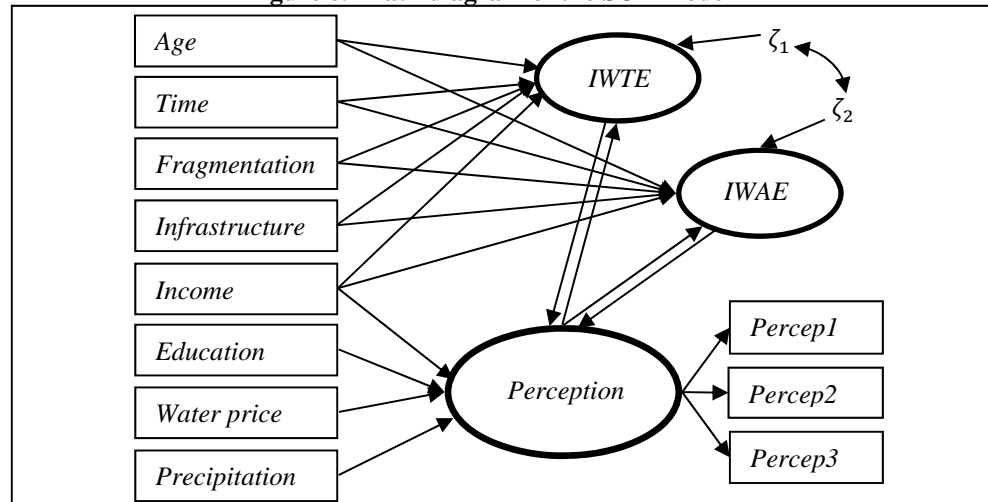 Age
Time
Fragmentation
Infrastructure
Income
Education
Water price
Precipitation
IWTE
ζ₁
ζ₂
IWAE
Perception
Percep1
Percep2
Percep3